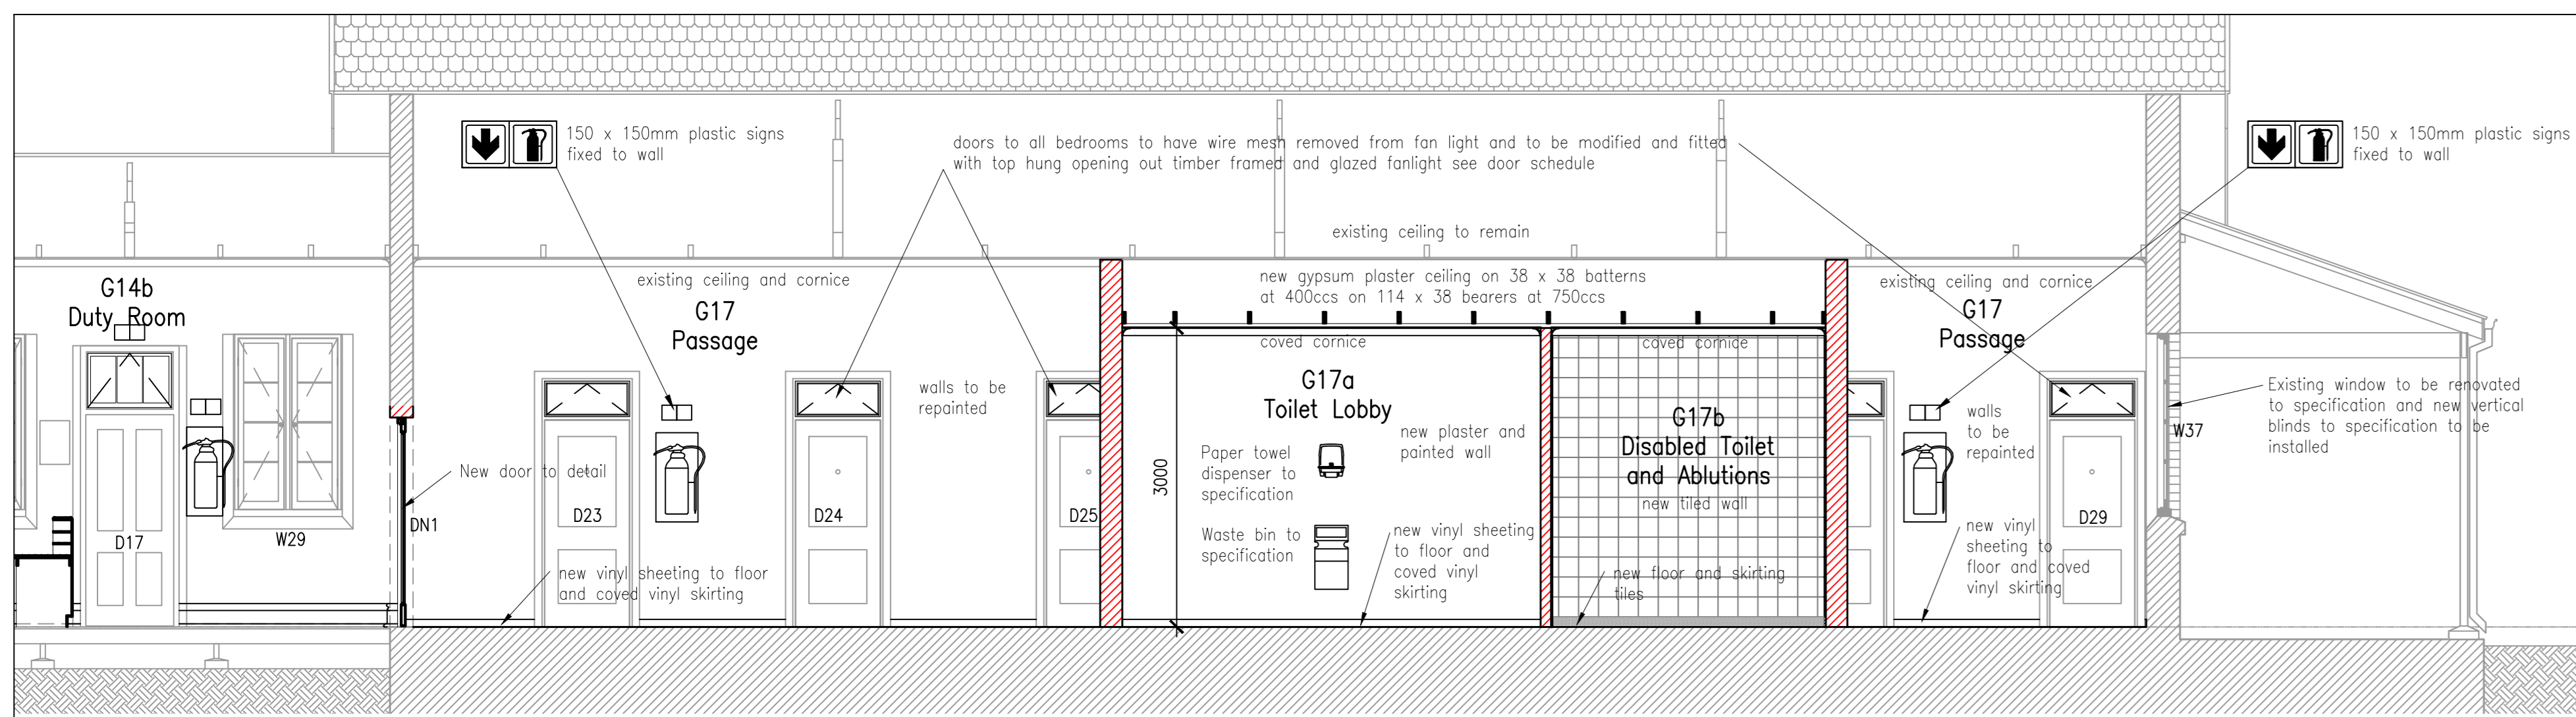 150 x 150mm plastic signs
fixed to wall
doors to all bedrooms to have wire mesh removed from fan light and to be modified and fitted
with top hung opening out timber framed and glazed fanlight see door schedule
150 x 150mm plastic signs
fixed to wall
existing ceiling to remain
G14b
Duty Room
existing ceiling and cornice
G17
Passage
new gypsum plaster ceiling on 38 x 38 batterns
at 400ccs on 114 x 38 bearers at 750ccs
existing ceiling and cornice
G17
Passage
coved cornice
coved cornice
walls to be
repainted
G17a
Toilet Lobby
G17b
Disabled Toilet
and Ablutions
new tiled wall
walls
to be
repainted
Existing window to be renovated
to specification and new vertical
blinds to specification to be
installed
W37
New door to detail
3000
Paper towel
dispenser to
specification
new plaster and
painted wall
D17
W29
DN1
D23
D24
D25
D29
Waste bin to
specification
new vinyl sheeting
to floor and
coved vinyl
skirting
new vinyl
sheeting to
floor and coved
vinyl skirting
new vinyl sheeting to floor
and coved vinyl skirting
new floor and skirting
tiles